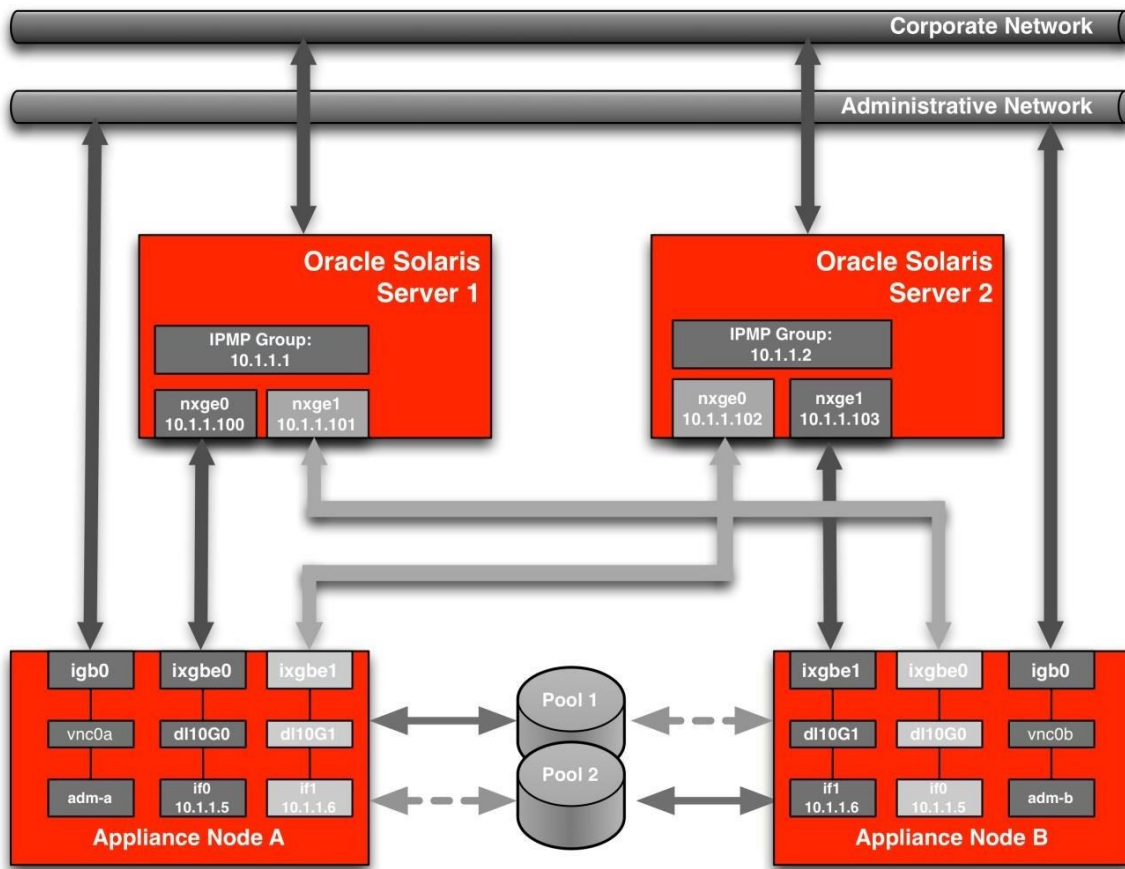 Corporate Network
Administrative Network
Oracle Solaris
Server 1
IPMP Group:
10.1.1.1
nxge0
10.1.1.100
nxge1
10.1.1.101
Oracle Solaris
Server 2
IPMP Group:
10.1.1.2
nxge0
10.1.1.102
nxge1
10.1.1.103
igb0
ixgbe0
ixgbe1
vnc0a
dl10G0
dl10G1
adm-a
if0
10.1.1.5
if1
10.1.1.6
Appliance Node A
Pool 1
Pool 2
ixgbe1
ixgbe0
igb0
dl10G1
dl10G0
vnc0b
if1
10.1.1.6
if0
10.1.1.5
adm-b
Appliance Node B